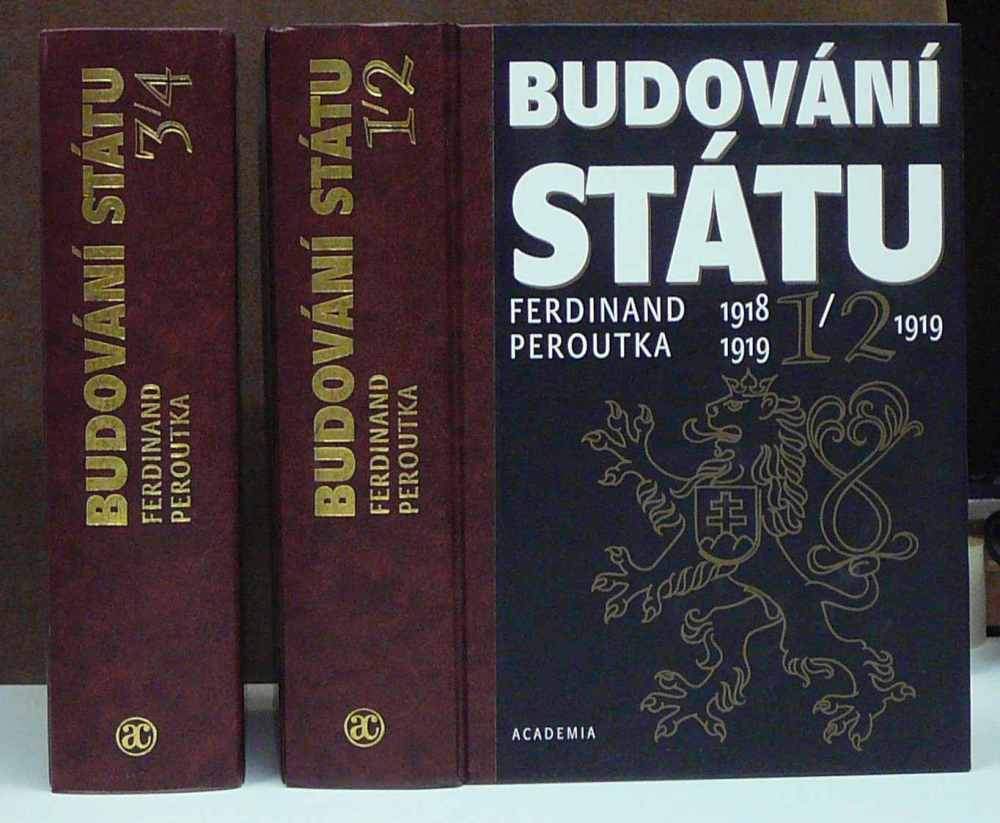 BUDOVÁNÍ STÁTU 3/4
FERDINAND
PEROUTKA
ac
BUDOVÁNÍ STÁTU 1/2
FERDINAND
PEROUTKA
ac
BUDOVÁNÍ
STÁTU
FERDINAND 1918 1/2 1919
PEROUTKA 1919
ACADEMIA